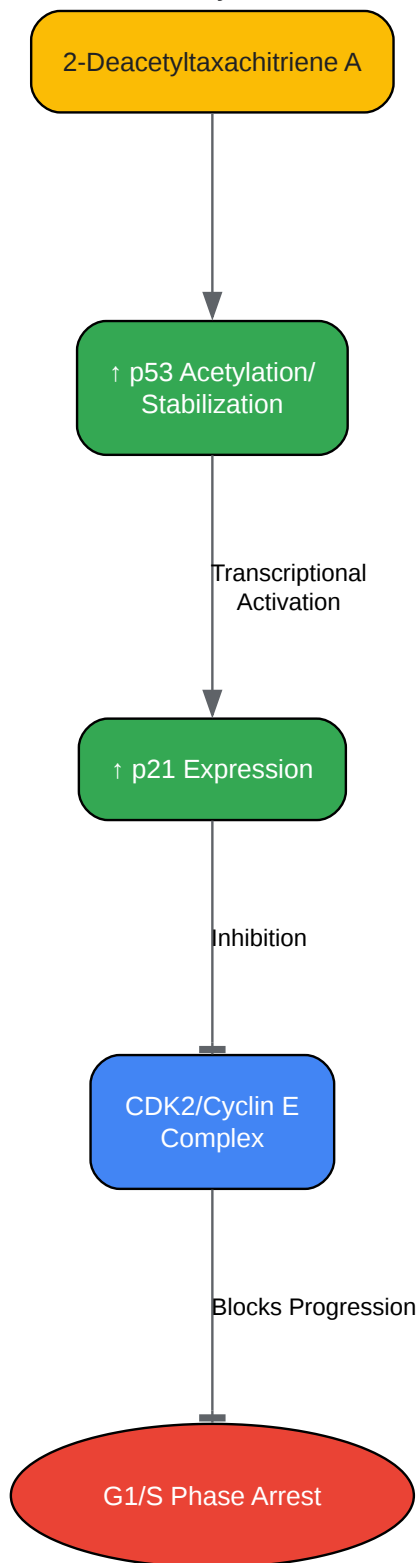 2-Deacetyltaxachitriene A
↑ p53 Acetylation/
Stabilization
Transcriptional
Activation
↑ p21 Expression
Inhibition
CDK2/Cyclin E
Complex
Blocks Progression
G1/S Phase Arrest